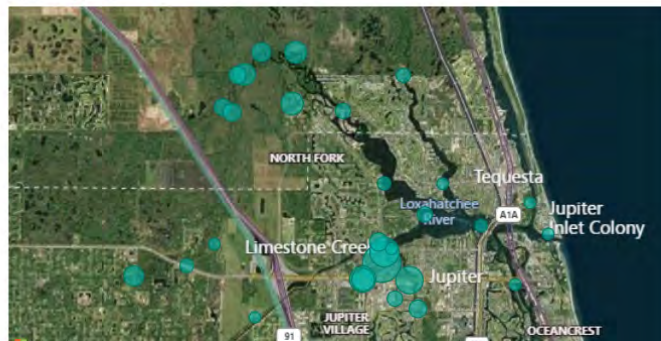 NORTH FORK
Tequesta
A1A
Loxahatchee
River
Jupiter
Inlet Colony
Limestone Creek
Jupiter
JUPITER
VILLAGE
91
OCEANCREST